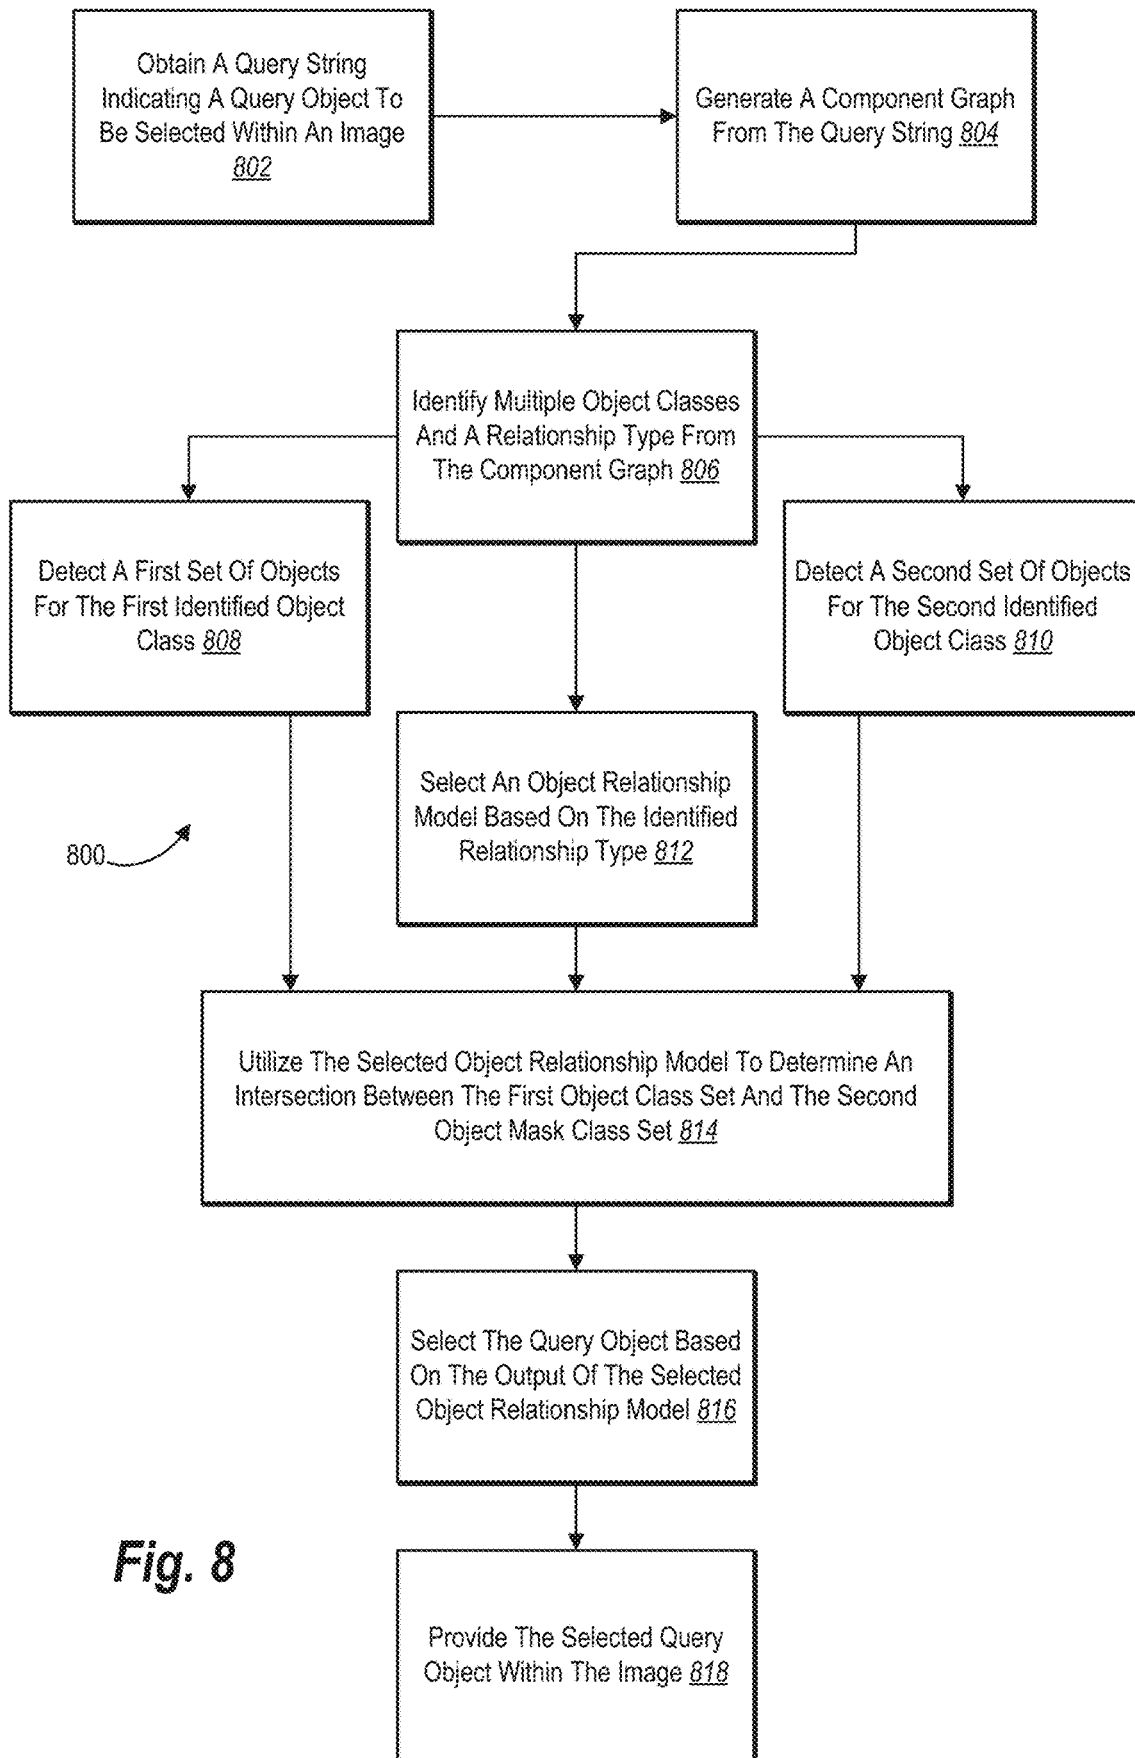 Obtain A Query String
Indicating A Query Object To
Be Selected Within An Image
802
Generate A Component Graph
From The Query String 804
Identify Multiple Object Classes
And A Relationship Type From
The Component Graph 806
Detect A First Set Of Objects
For The First Identified Object
Class 808
Detect A Second Set Of Objects
For The Second Identified
Object Class 810
Select An Object Relationship
Model Based On The Identified
Relationship Type 812
800
Utilize The Selected Object Relationship Model To Determine An
Intersection Between The First Object Class Set And The Second
Object Mask Class Set 814
Select The Query Object Based
On The Output Of The Selected
Object Relationship Model 816
Fig. 8
Provide The Selected Query
Object Within The Image 818